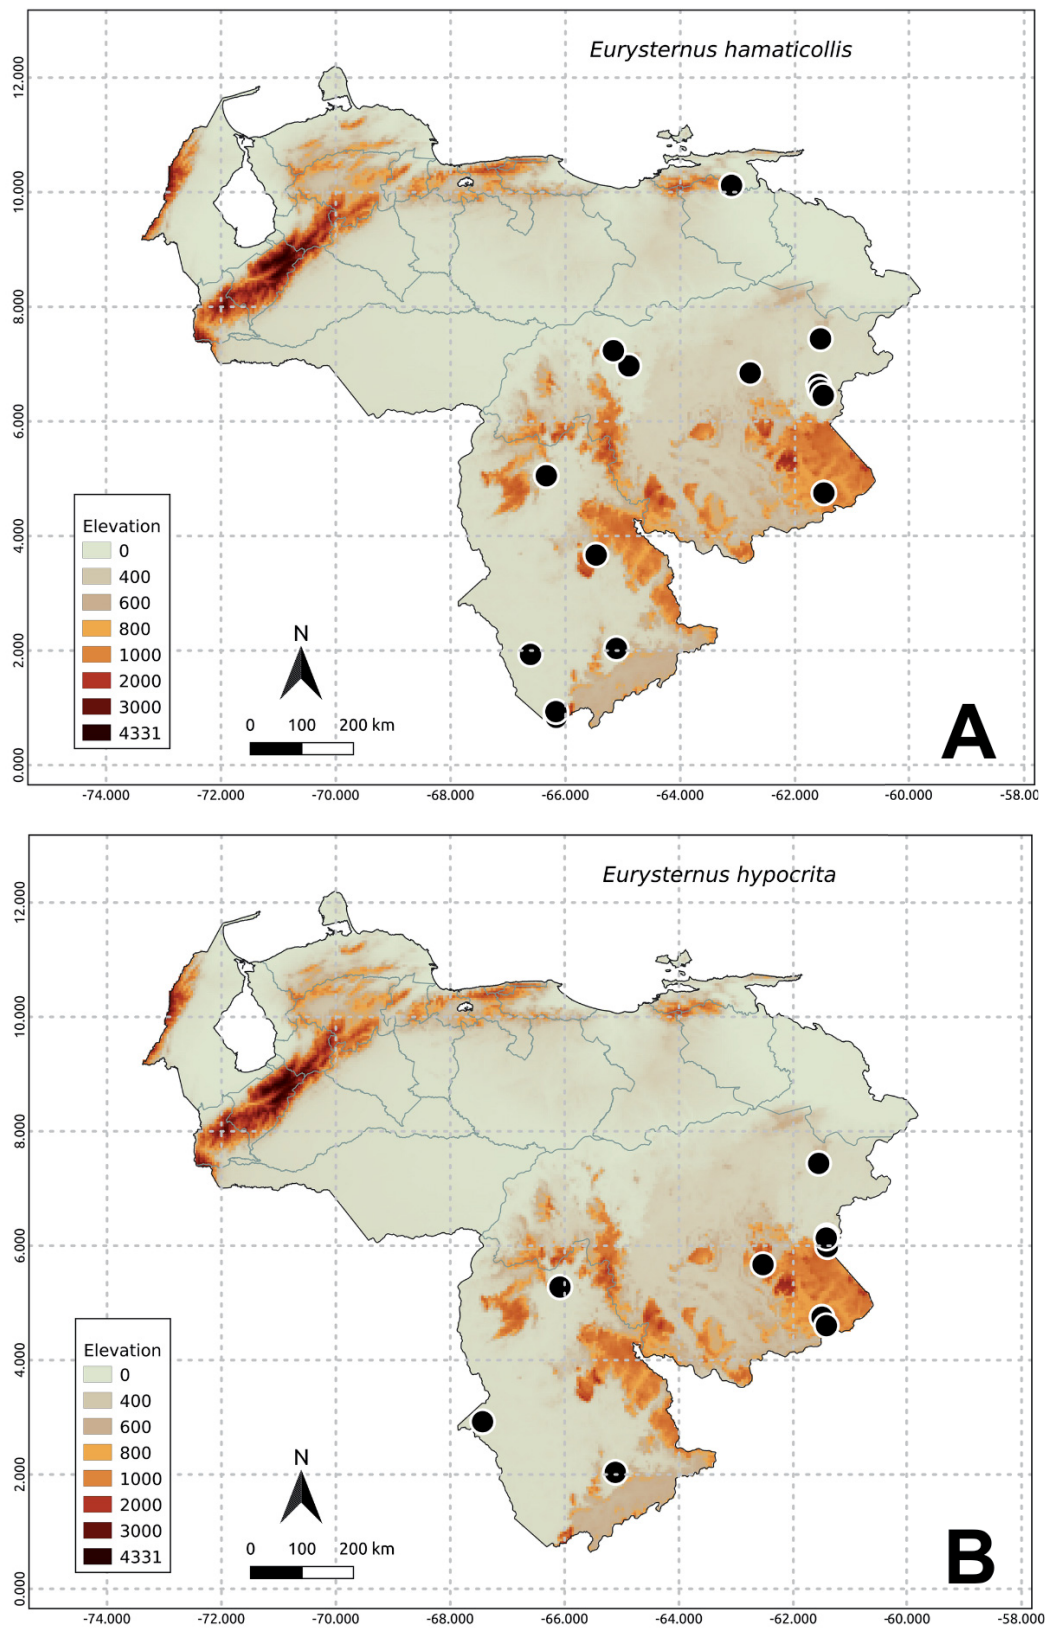 Eurysternus hamaticollis
12.000
10.000
8.000
6.000
4.000
2.000
0.000
Elevation
0
400
600
800
1000
2000
3000
4331
N
0 100 200 km
A
-74.000 -72.000 -70.000 -68.000 -66.000 -64.000 -62.000 -60.000 -58.00
Eurysternus hypocrita
12.000
10.000
8.000
6.000
4.000
2.000
0.000
Elevation
0
400
600
800
1000
2000
3000
4331
N
0 100 200 km
B
-74.000 -72.000 -70.000 -68.000 -66.000 -64.000 -62.000 -60.000 -58.000